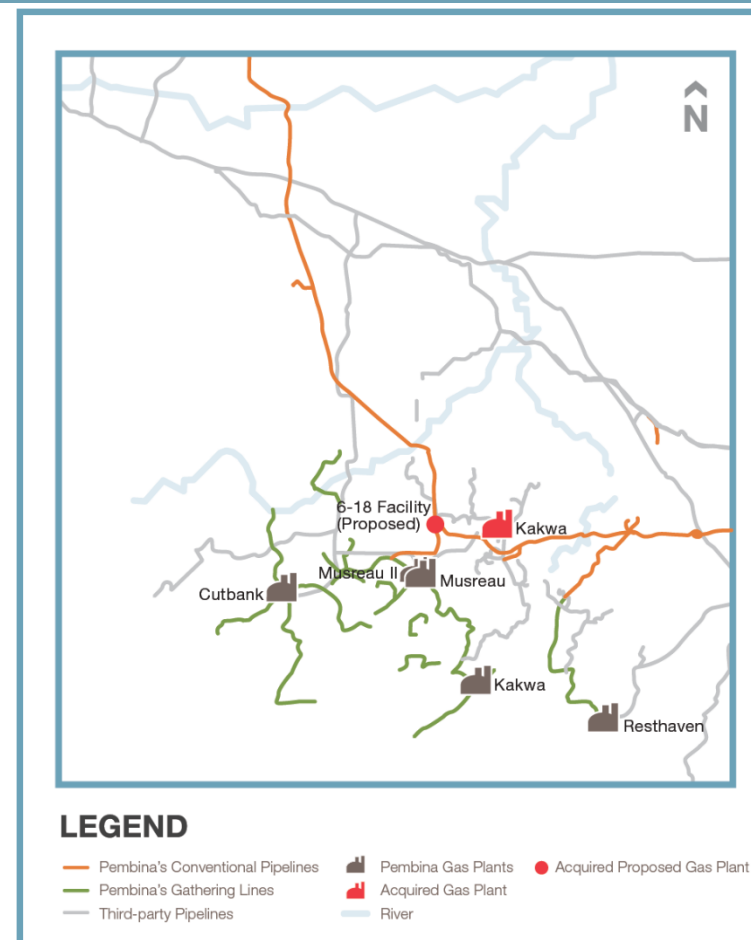 N
6-18 Facility
(Proposed)
Kakwa
Musreau II
Musreau
Cutbank
Kakwa
Resthaven
LEGEND
Pembina's Conventional Pipelines
Pembina Gas Plants
Acquired Proposed Gas Plant
Pembina's Gathering Lines
Acquired Gas Plant
Third-party Pipelines
River